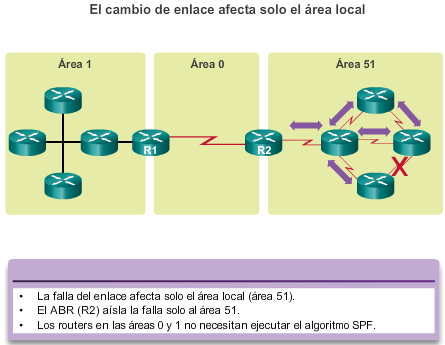 El cambio de enlace afecta solo el área local
Área 1
Área 0
Área 51
R1
R2
X
• La falla del enlace afecta solo el área local (área 51).
• El ABR (R2) aísla la falla solo al área 51.
• Los routers en las áreas 0 y 1 no necesitan ejecutar el algoritmo SPF.